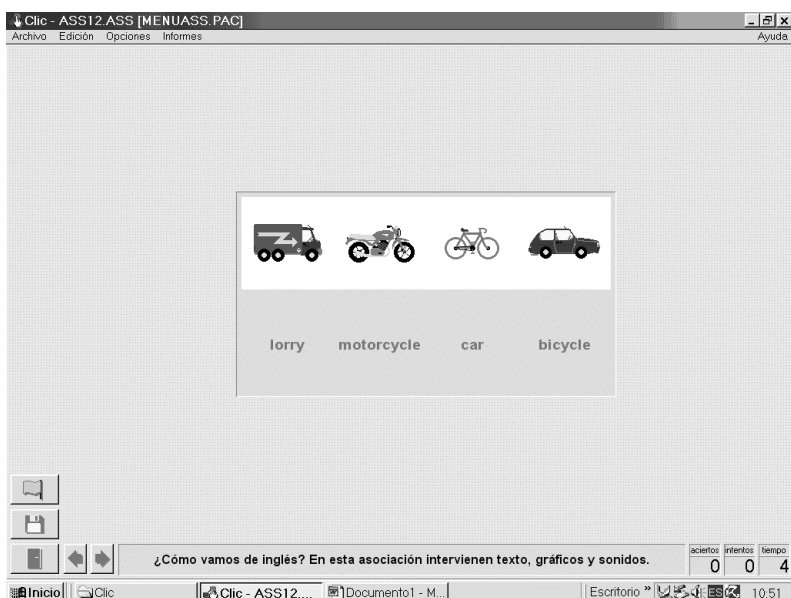 Clic - ASS12.ASS [MENUASS.PAC]
Archivo Edición Opciones Informes Ayuda
lorry motorcycle car bicycle
¿Cómo vamos de inglés? En esta asociación intervienen texto, gráficos y sonidos.
aciertos intentos tiempo
0 0 4
Inicio Clic Clic - ASS12.... Documento1 - M... Escritorio » ES 10:51